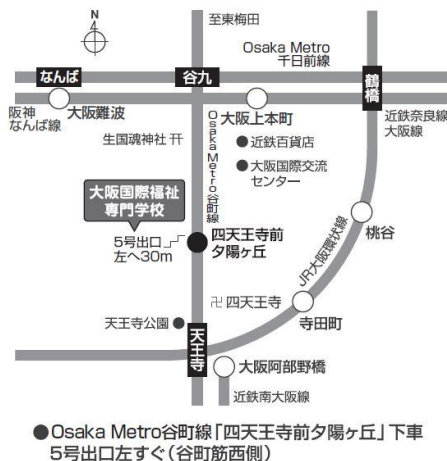 N
至東梅田
Osaka Metro
千日前線
なんば
谷九
鶴橋
阪神
なんば線
大阪難波
大阪上本町
近鉄奈良線
大阪線
生国魂神社
Osaka Metro谷町線
近鉄百貨店
大阪国際交流
センター
大阪国際福祉
専門学校
5号出口
左へ30m
四天王寺前
夕陽ヶ丘
JR大阪環状線
桃谷
卍四天王寺
寺田町
天王寺公園
天王寺
大阪阿部野橋
近鉄南大阪線
●Osaka Metro谷町線「四天王寺前夕陽ヶ丘」下車
5号出口左すぐ(谷町筋西側)